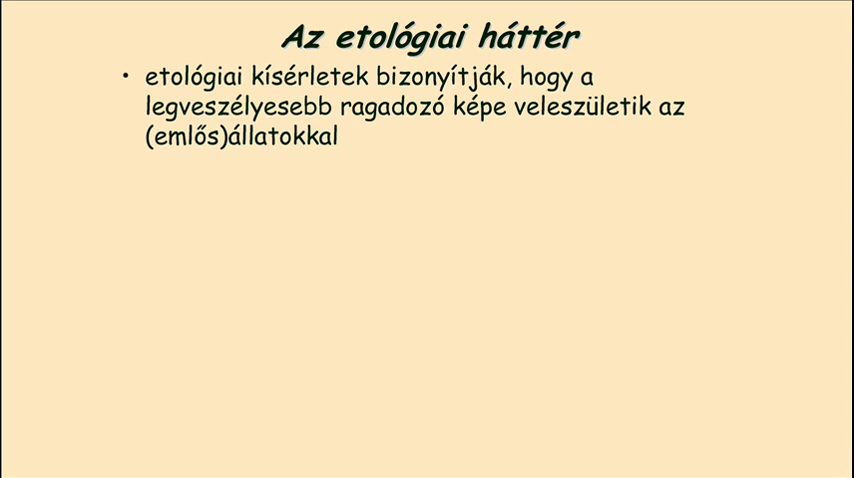 Az etológiai háttér
• etológiai kísérletek bizonyítják, hogy a
legveszélyesebb ragadozó képe veleszületik az
(emlős)állatokkal